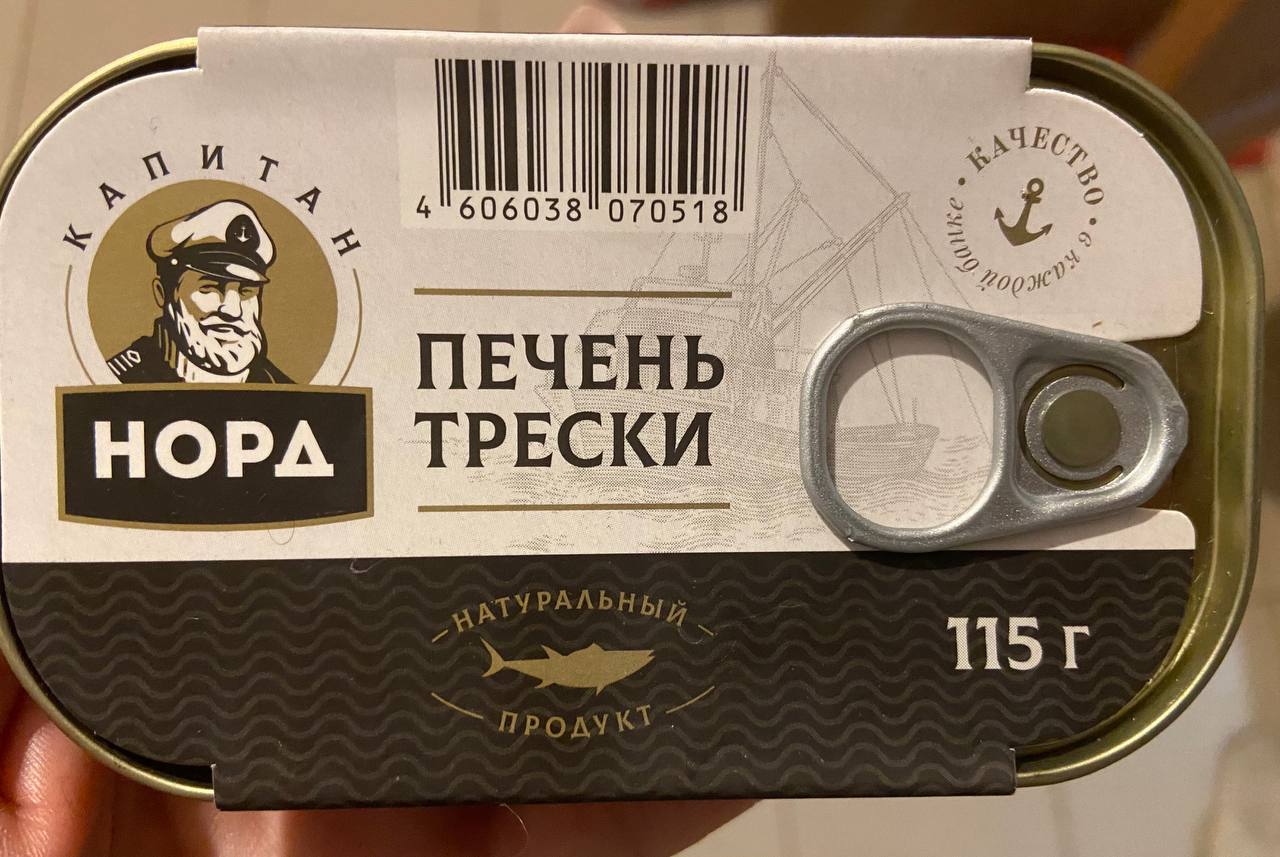 КАПИТАН
НОРД
4 606038 070518
ПЕЧЕНЬ
ТРЕСКИ
• КАЧЕСТВО •
в каждой банке
НАТУРАЛЬНЫЙ
ПРОДУКТ
115 г